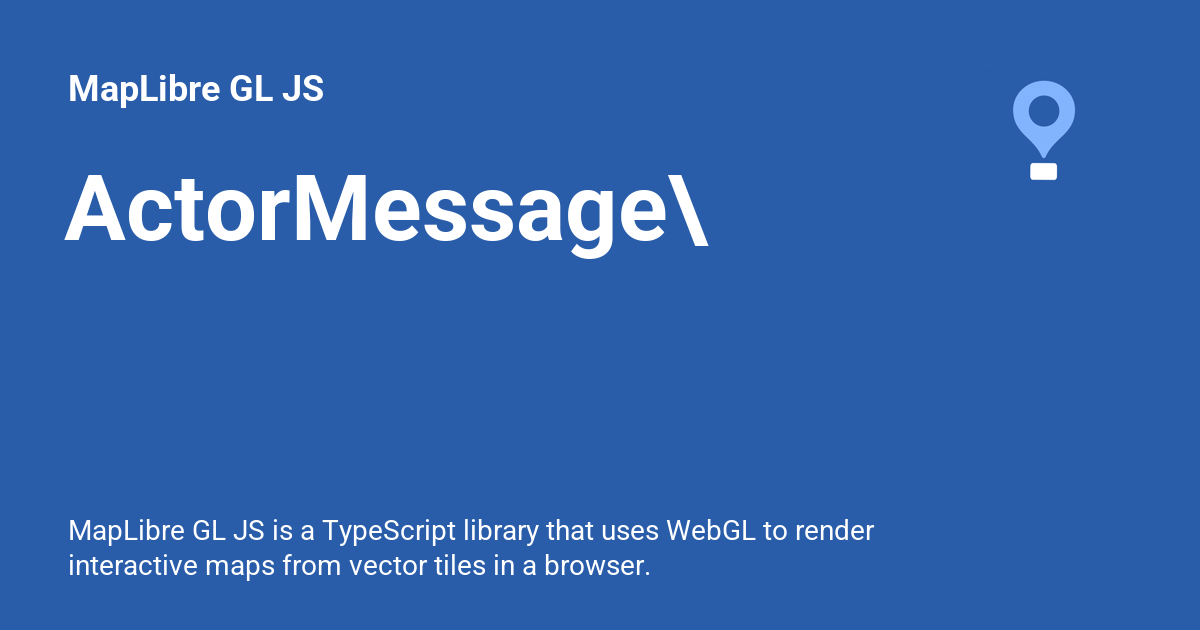 MapLibre GL JS
ActorMessage\
MapLibre GL JS is a TypeScript library that uses WebGL to render
interactive maps from vector tiles in a browser.